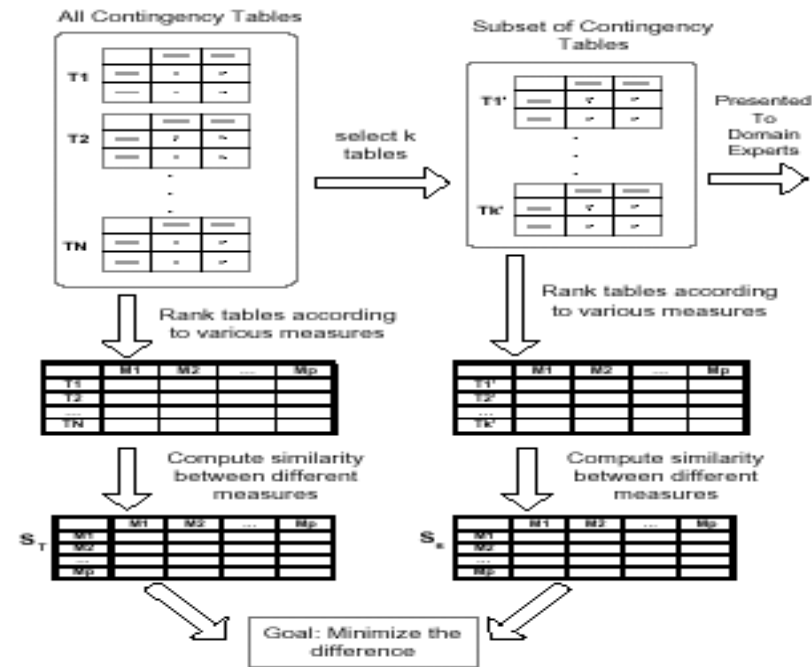 All Contingency Tables
T1
T2
TN
select k
tables
Subset of Contingency
Tables
T1'
Tk'
Presented
To
Domain
Experts
Rank tables according
to various measures
Rank tables according
to various measures
M1 M2 .... Mp
T1
T2
....
TN
M1 M2 .... Mp
T1'
T2'
....
Tk'
Compute similarity
between different
measures
Compute similarity
between different
measures
M1 M2 .... Mp
M1
M2
....
Mp
S T
M1 M2 .... Mp
M1
M2
....
Mp
S s
Goal: Minimize the
difference